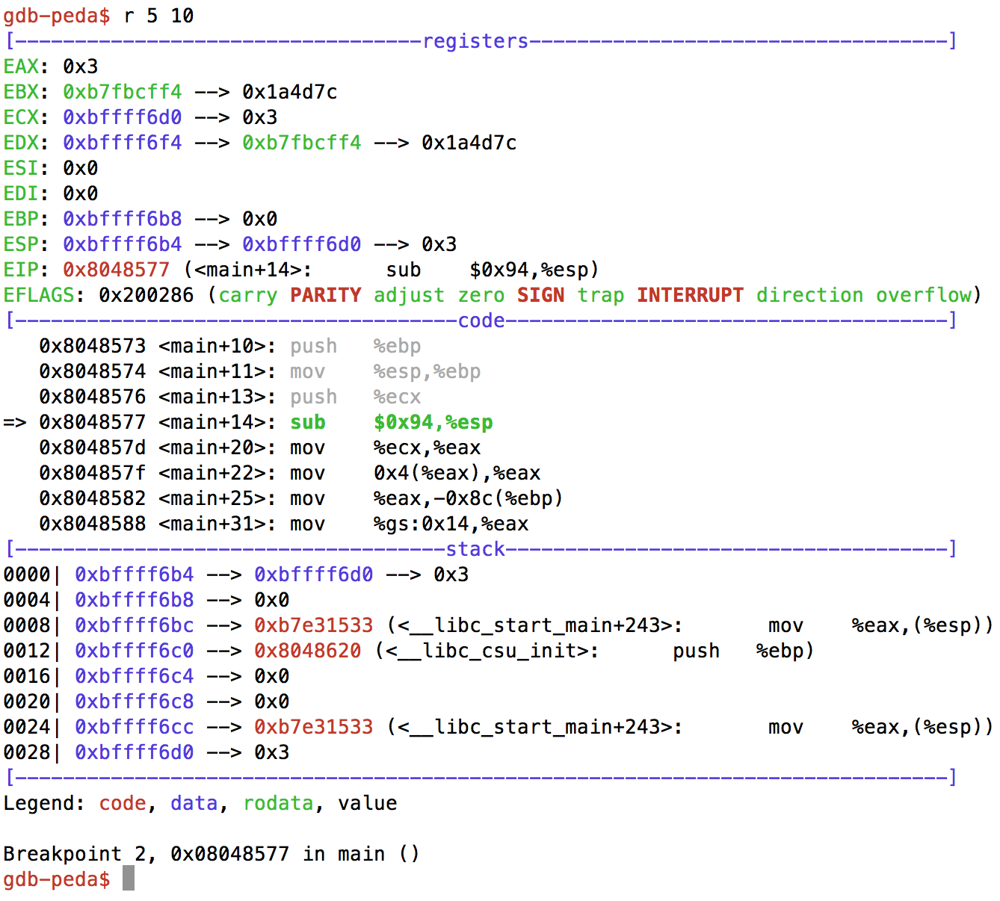 gdb-peda$ r 5 10
[----------------------------------registers-----------------------------------]
EAX: 0x3
EBX: 0xb7fbcff4 --> 0x1a4d7c
ECX: 0xbffff6d0 --> 0x3
EDX: 0xbffff6f4 --> 0xb7fbcff4 --> 0x1a4d7c
ESI: 0x0
EDI: 0x0
EBP: 0xbffff6b8 --> 0x0
ESP: 0xbffff6b4 --> 0xbffff6d0 --> 0x3
EIP: 0x8048577 (<main+14>:      sub    $0x94,%esp)
EFLAGS: 0x200286 (carry PARITY adjust zero SIGN trap INTERRUPT direction overflow)
[-------------------------------------code-------------------------------------]
   0x8048573 <main+10>: push   %ebp
   0x8048574 <main+11>: mov    %esp,%ebp
   0x8048576 <main+13>: push   %ecx
=> 0x8048577 <main+14>: sub    $0x94,%esp
   0x804857d <main+20>: mov    %ecx,%eax
   0x804857f <main+22>: mov    0x4(%eax),%eax
   0x8048582 <main+25>: mov    %eax,-0x8c(%ebp)
   0x8048588 <main+31>: mov    %gs:0x14,%eax
[------------------------------------stack-------------------------------------]
0000| 0xbffff6b4 --> 0xbffff6d0 --> 0x3
0004| 0xbffff6b8 --> 0x0
0008| 0xbffff6bc --> 0xb7e31533 (<__libc_start_main+243>:       mov    %eax,(%esp))
0012| 0xbffff6c0 --> 0x8048620 (<__libc_csu_init>:      push   %ebp)
0016| 0xbffff6c4 --> 0x0
0020| 0xbffff6c8 --> 0x0
0024| 0xbffff6cc --> 0xb7e31533 (<__libc_start_main+243>:       mov    %eax,(%esp))
0028| 0xbffff6d0 --> 0x3
[------------------------------------------------------------------------------]
Legend: code, data, rodata, value
Breakpoint 2, 0x08048577 in main ()
gdb-peda$